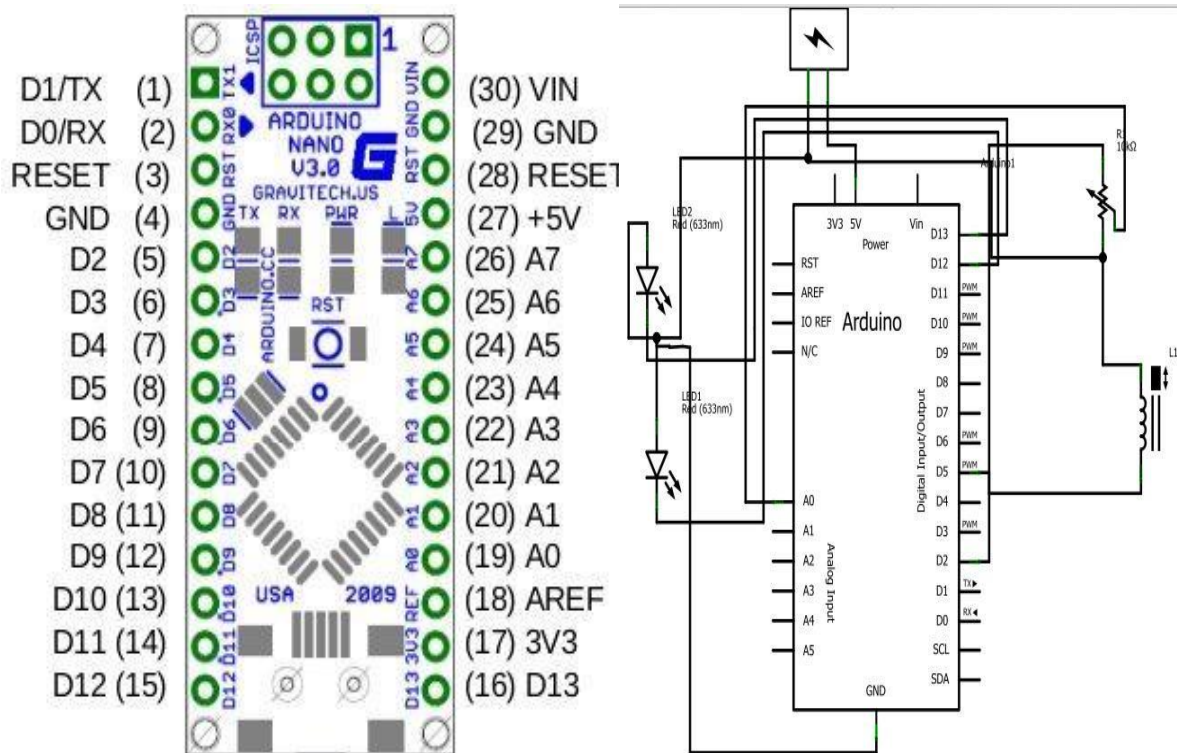 D1/TX (1)
D0/RX (2)
RESET (3)
GND (4)
D2 (5)
D3 (6)
D4 (7)
D5 (8)
D6 (9)
D7 (10)
D8 (11)
D9 (12)
D10 (13)
D11 (14)
D12 (15)
ICSP
1
TX1
RX0
RST
GND
D2
D3
D4
D5
D6
D7
D8
D9
D10
D11
D12
ARDUINO
NANO
V3.0
G
GRAVITECH.US
TX RX PWR L
ARDUINO.CC
RST
USA 2009
VIN
GND
RST
5V
A7
A6
A5
A4
A3
A2
A1
A0
REF
3V3
D13
(30) VIN
(29) GND
(28) RESET
(27) +5V
(26) A7
(25) A6
(24) A5
(23) A4
(22) A3
(21) A2
(20) A1
(19) A0
(18) AREF
(17) 3V3
(16) D13
R1
10kΩ
Arduino1
LED2
Red (633nm)
LED1
Red (633nm)
3V3 5V Vin
Power
RST
AREF
IO REF
N/C
Arduino
A0
A1
A2
A3
A4
A5
Analog Input
Digital Input/Output
D13
D12
D11 PWM
D10 PWM
D9 PWM
D8
D7
D6 PWM
D5 PWM
D4
D3 PWM
D2
D1 TX
D0 RX
SCL
SDA
GND
L1